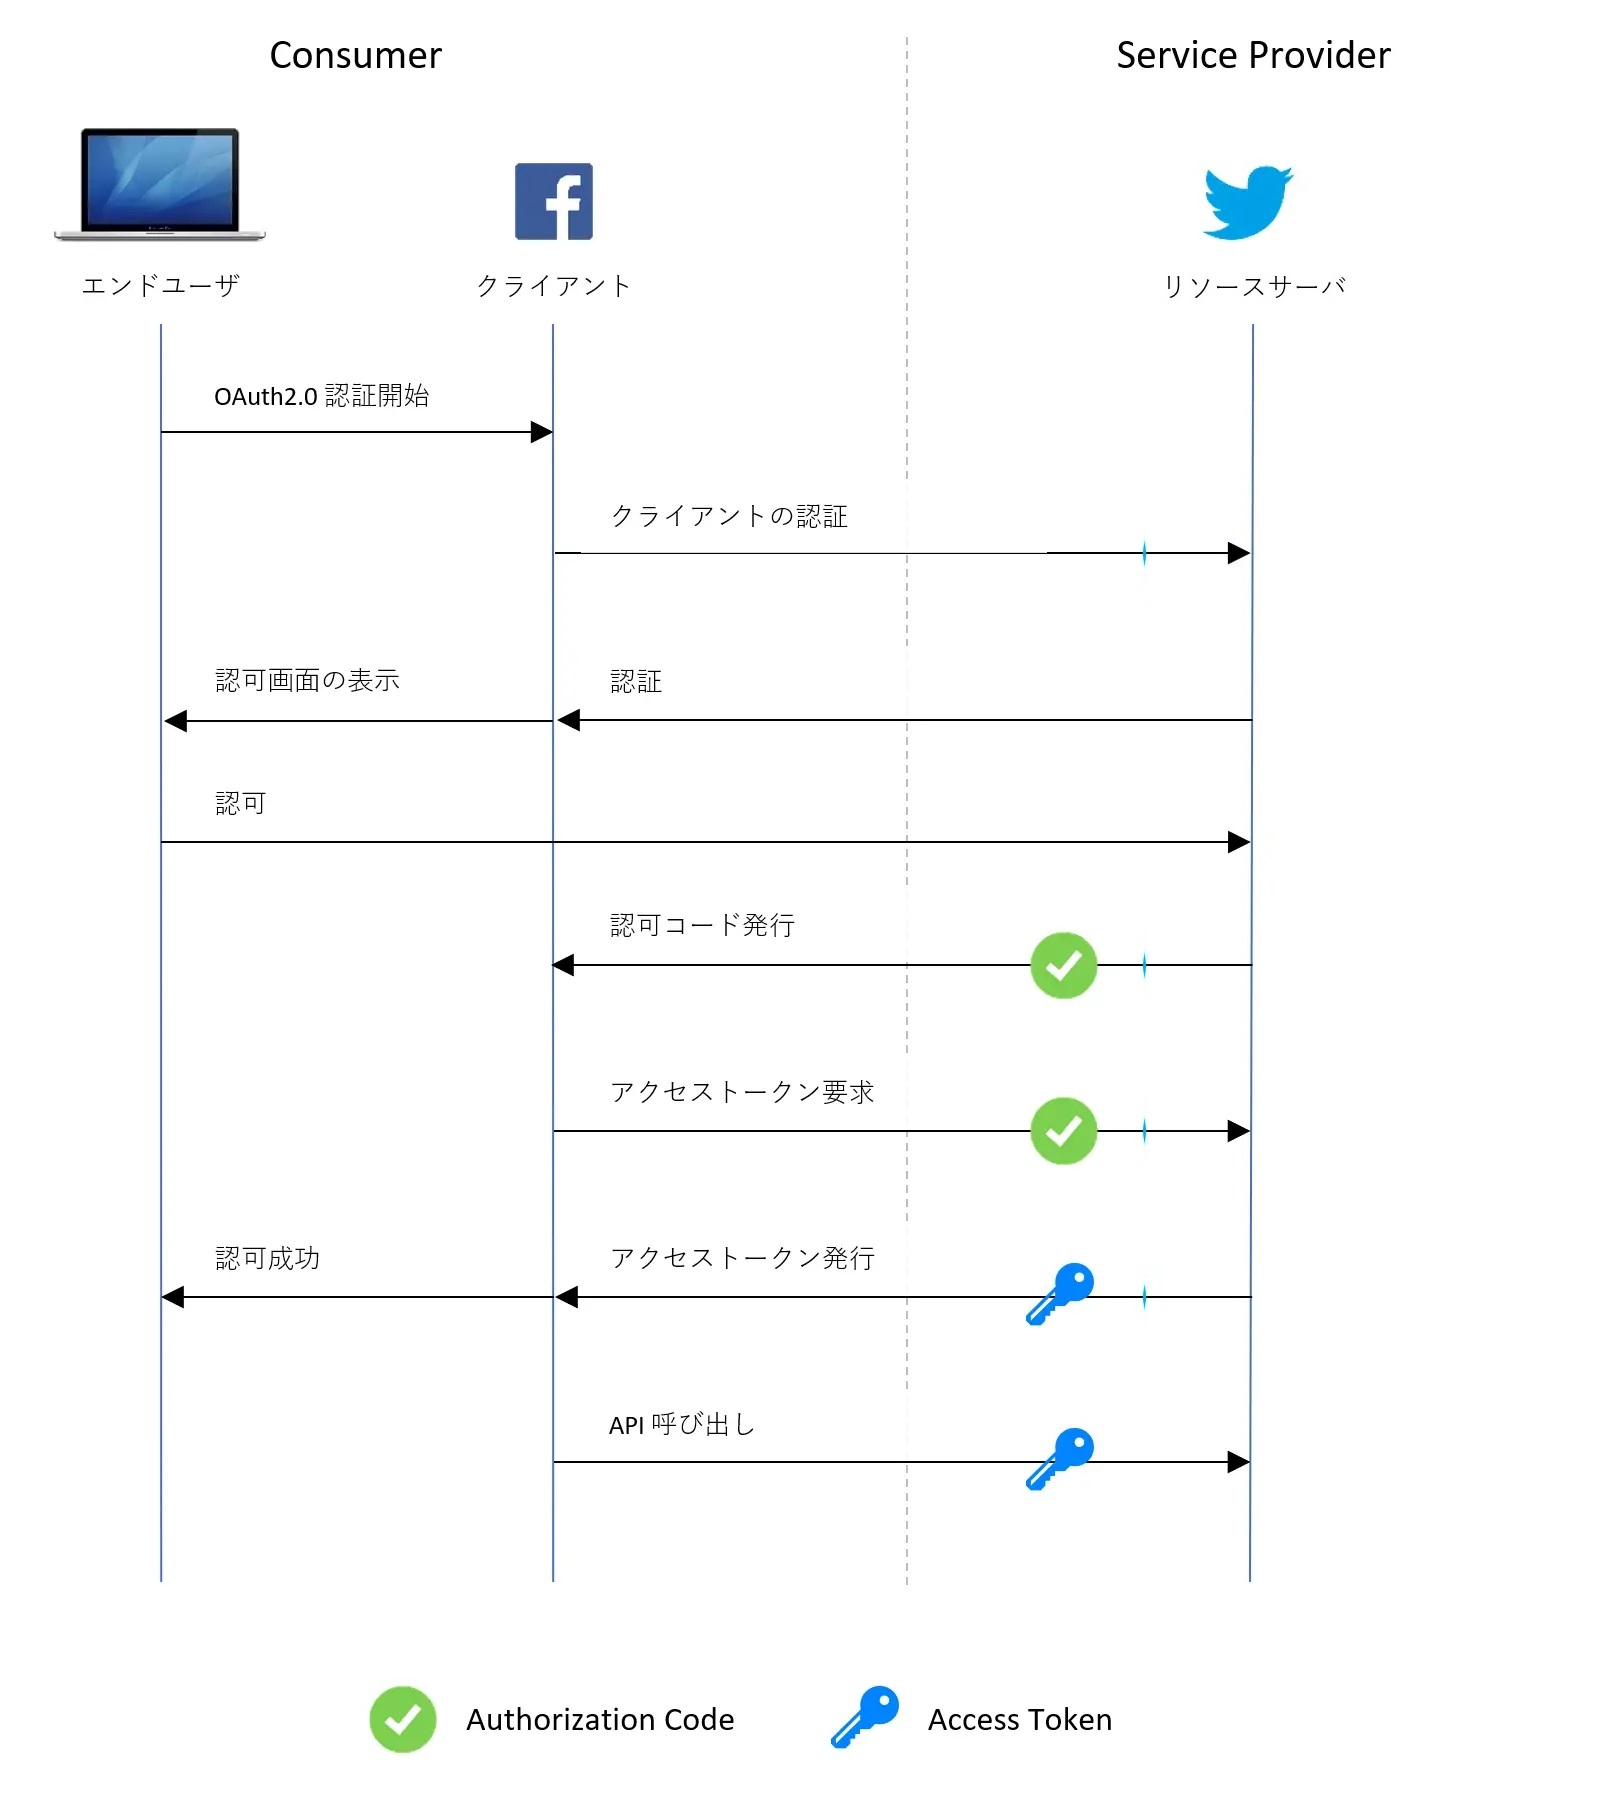 Consumer
Service Provider
エンドユーザ
クライアント
リソースサーバ
OAuth2.0 認証開始
クライアントの認証
認可画面の表示
認証
認可
認可コード発行
アクセストークン要求
認可成功
アクセストークン発行
API 呼び出し
Authorization Code
Access Token